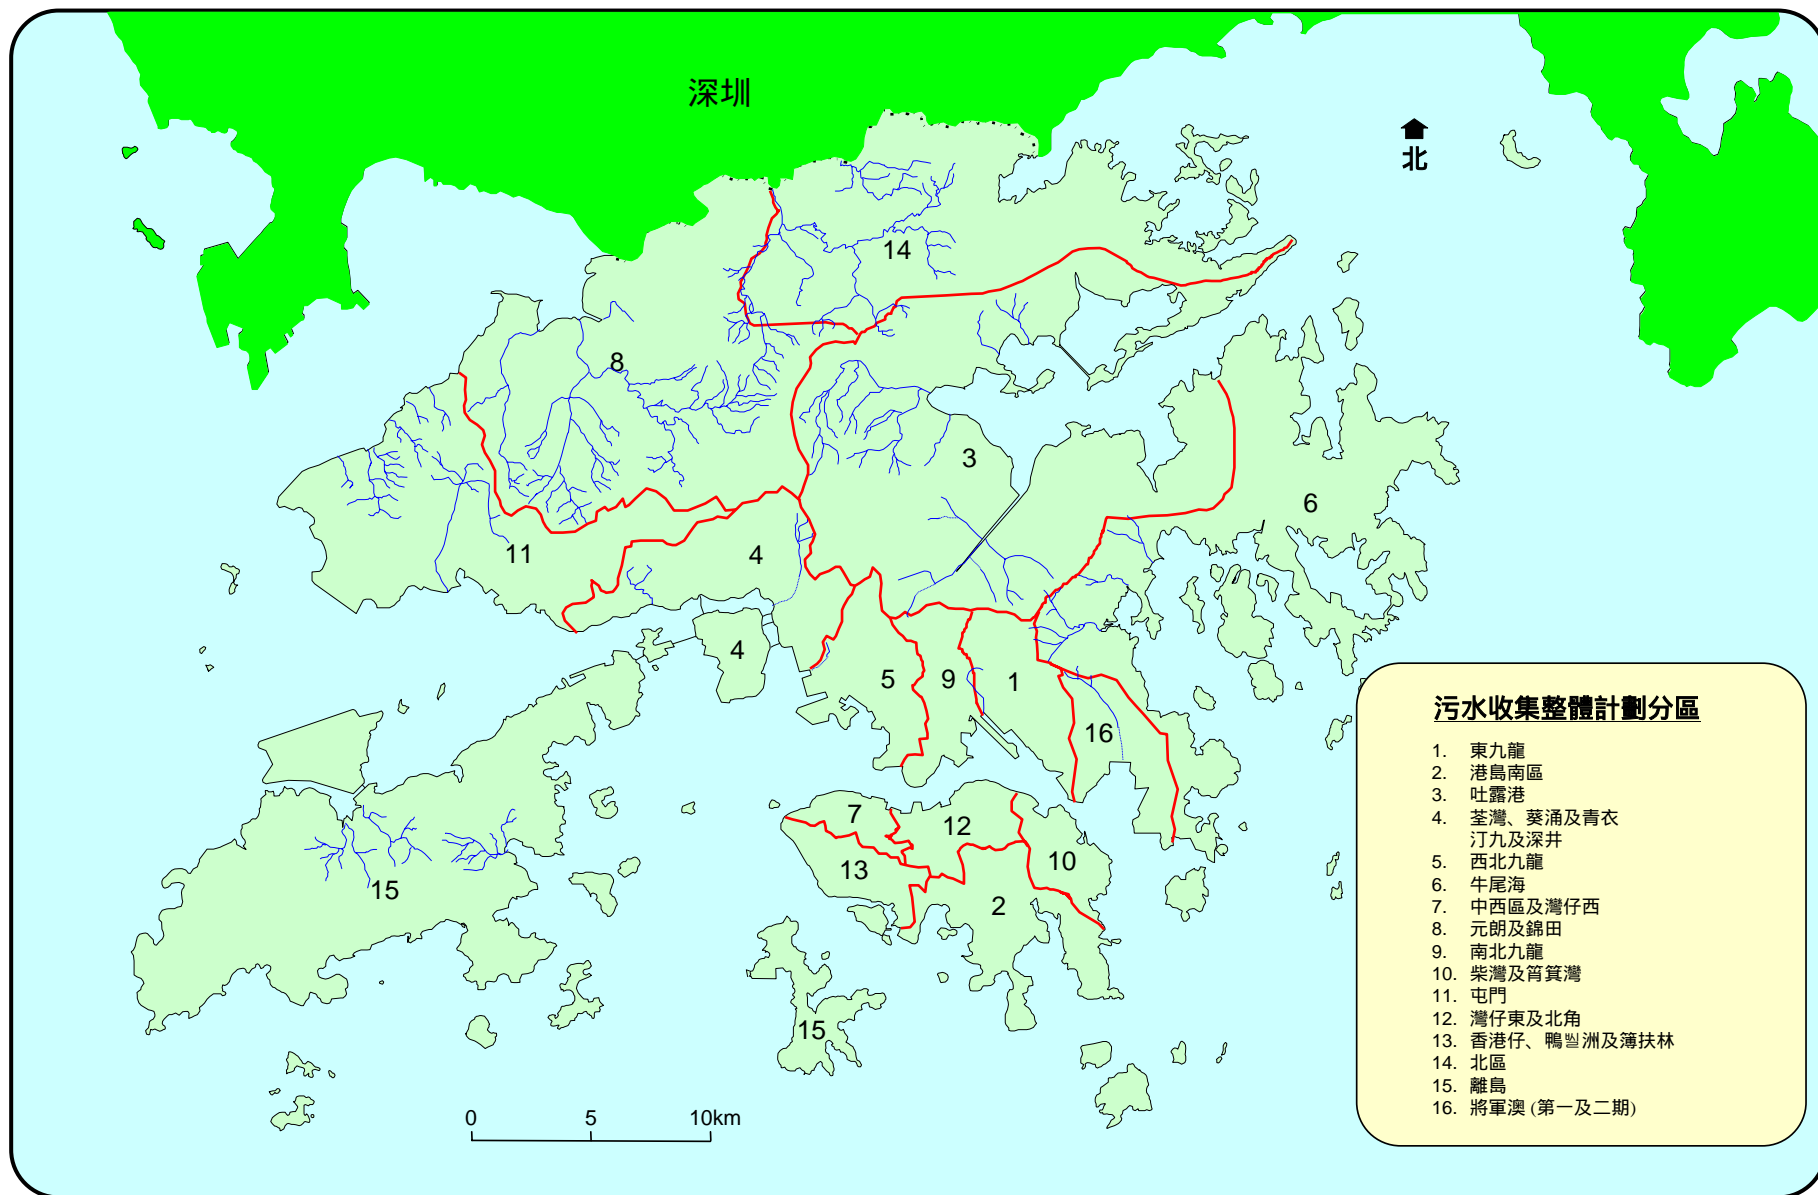 深圳
北
14
8
3
6
11
4
4
5
9
1
16
7
12
13
10
2
15
15
0 5 10km
污水收集整體計劃分區
1. 東九龍
2. 港島南區
3. 吐露港
4. 荃灣、葵涌及青衣
汀九及深井
5. 西北九龍
6. 牛尾海
7. 中西區及灣仔西
8. 元朗及錦田
9. 南北九龍
10. 柴灣及筲箕灣
11. 屯門
12. 灣仔東及北角
13. 香港仔、鴨洲及薄扶林
14. 北區
15. 離島
16. 將軍澳 (第一及二期)